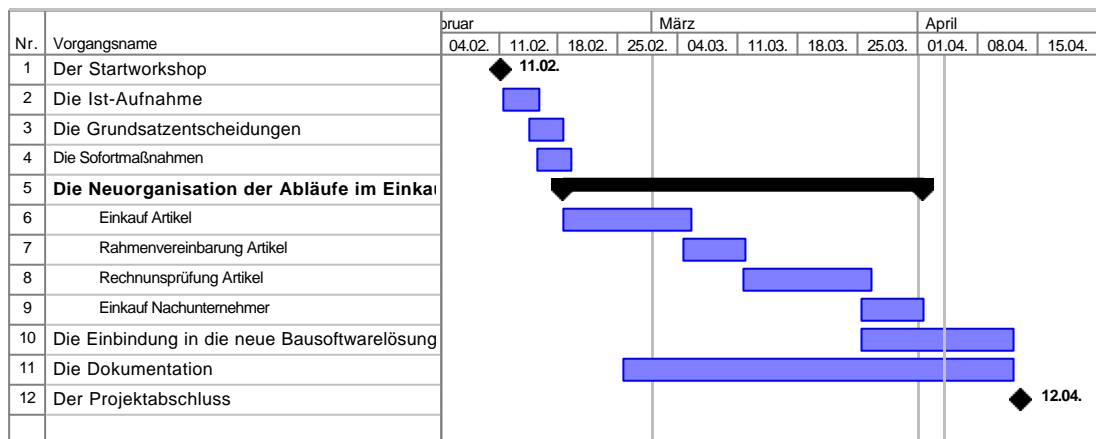 bruar März April
Nr. Vorgangsname 04.02. 11.02. 18.02. 25.02. 04.03. 11.03. 18.03. 25.03. 01.04. 08.04. 15.04.
1 Der Startworkshop 11.02.
2 Die Ist-Aufnahme
3 Die Grundsatzentscheidungen
4 Die Sofortmaßnahmen
5 Die Neuorganisation der Abläufe im Einkau
6 Einkauf Artikel
7 Rahmenvereinbarung Artikel
8 Rechnunsprüfung Artikel
9 Einkauf Nachunternehmer
10 Die Einbindung in die neue Bausoftwarelösung
11 Die Dokumentation
12 Der Projektabschluss 12.04.